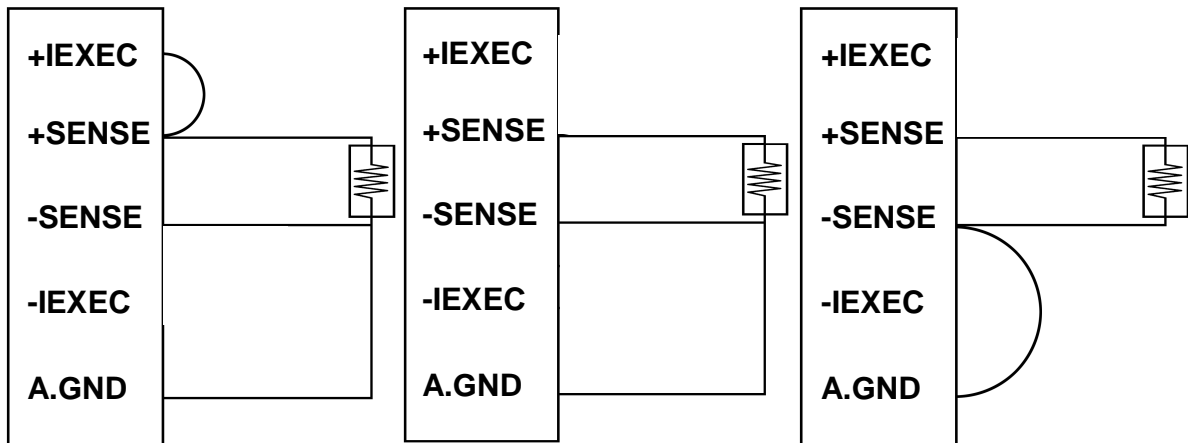 +IEXEC
+SENSE
-SENSE
-IEXEC
A.GND
+IEXEC
+SENSE
-SENSE
-IEXEC
A.GND
+IEXEC
+SENSE
-SENSE
-IEXEC
A.GND